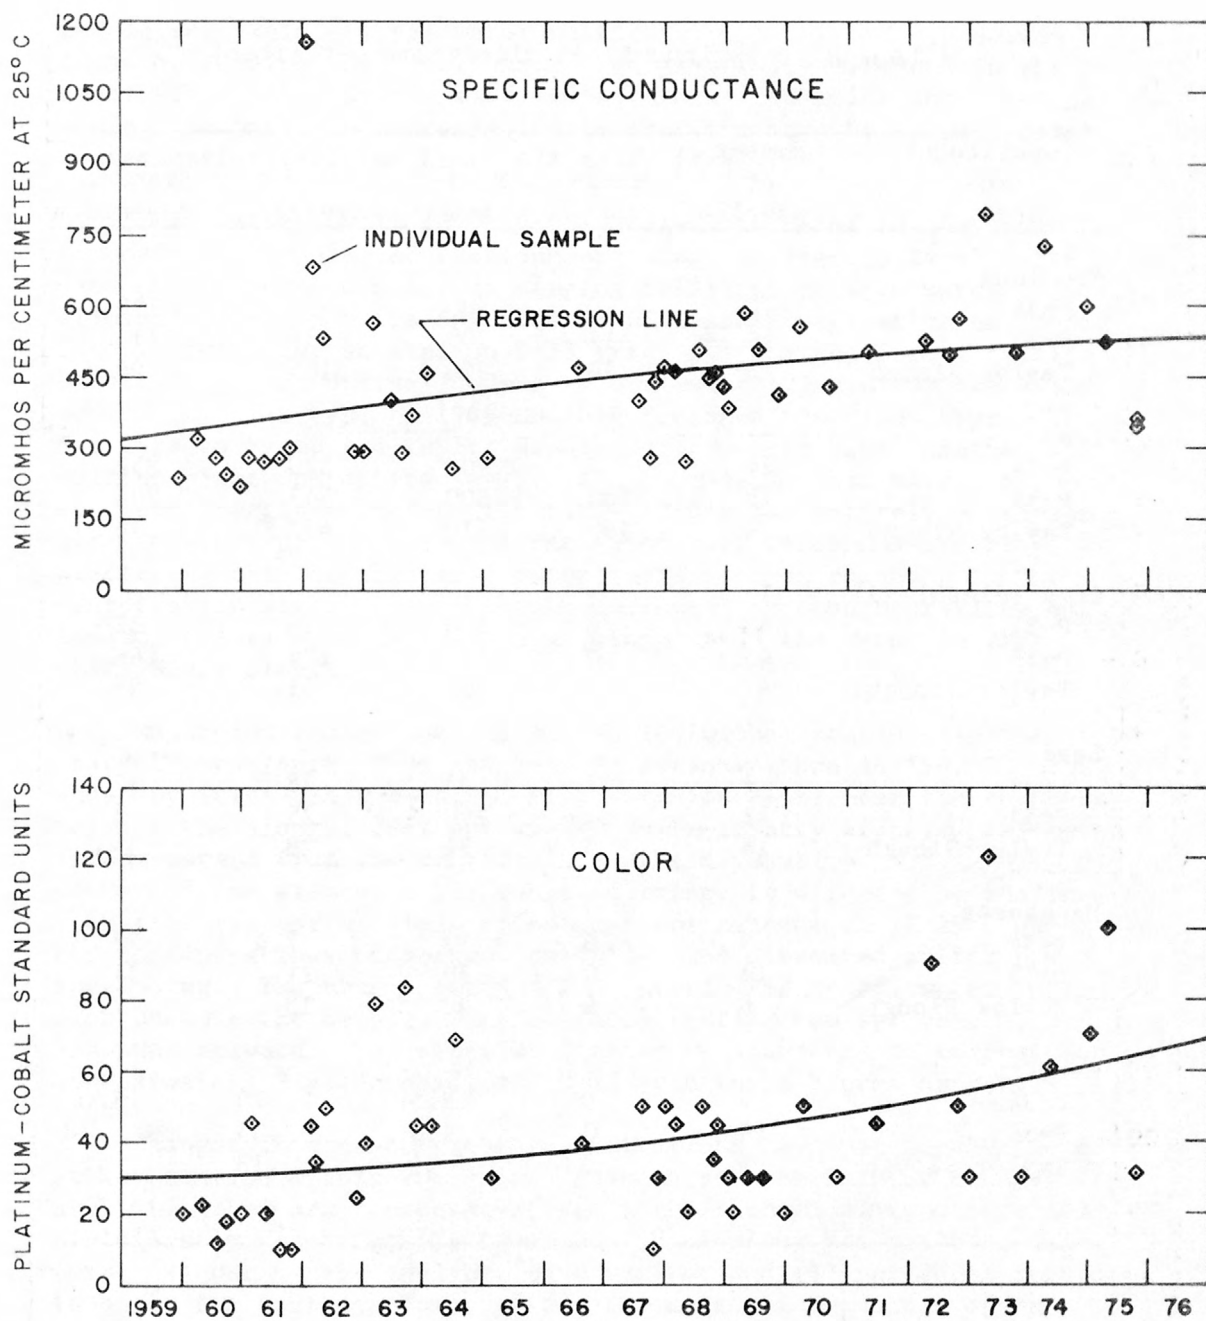 MICROMHOS PER CENTIMETER AT 25° C
1200
1050
900
750
600
450
300
150
0
SPECIFIC CONDUCTANCE
INDIVIDUAL SAMPLE
REGRESSION LINE
PLATINUM-COBALT STANDARD UNITS
140
120
100
80
60
40
20
0
COLOR
1959 60 61 62 63 64 65 66 67 68 69 70 71 72 73 74 75 76